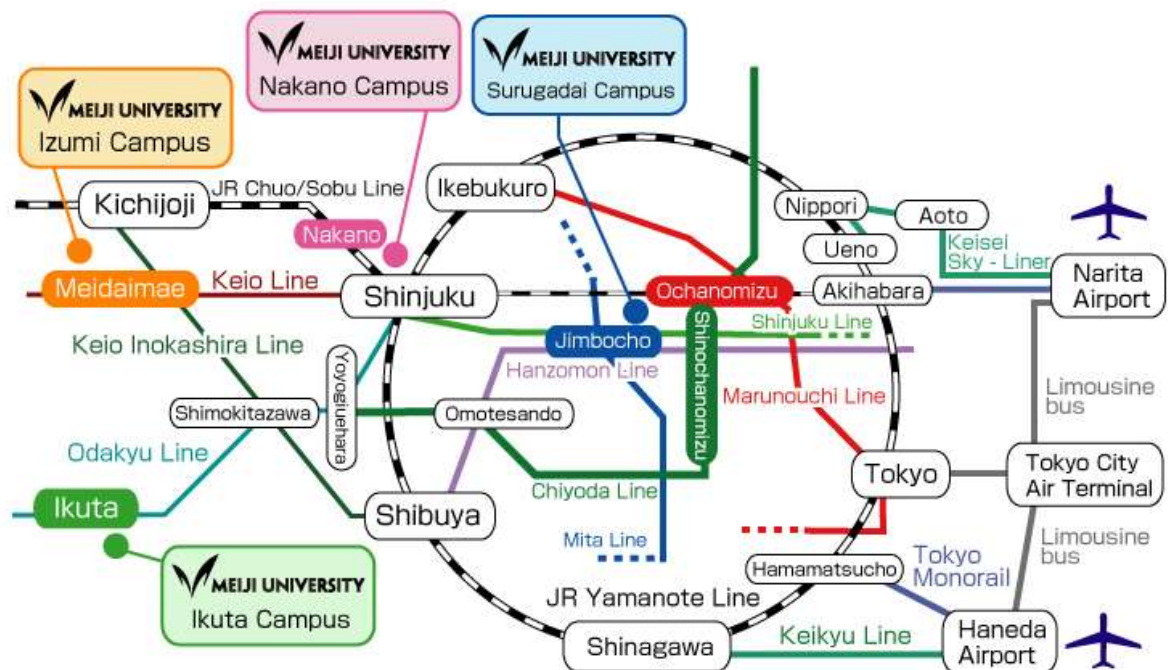 MEIJI UNIVERSITY
Nakano Campus
MEIJI UNIVERSITY
Surugadai Campus
MEIJI UNIVERSITY
Izumi Campus
JR Chuo/Sobu Line
Ikebukuro
Kichijoji
Nippori
Aoto
Nakano
Ueno
Keisei
Sky - Liner
Narita
Airport
Meidaimae
Keio Line
Shinjuku
Ochanomizu
Akihabara
Shinjuku Line
Jimbocho
Keio Inokashira Line
Hanzomon Line
Shinochanomizu
Yoyogiuehara
Marunouchi Line
Limousine
bus
Shimokitazawa
Omotesando
Odakyu Line
Tokyo
Tokyo City
Air Terminal
Chiyoda Line
Ikuta
Shibuya
Mita Line
Limousine
bus
Hamamatsucho
Tokyo
Monorail
MEIJI UNIVERSITY
Ikuta Campus
JR Yamanote Line
Shinagawa
Keikyu Line
Haneda
Airport